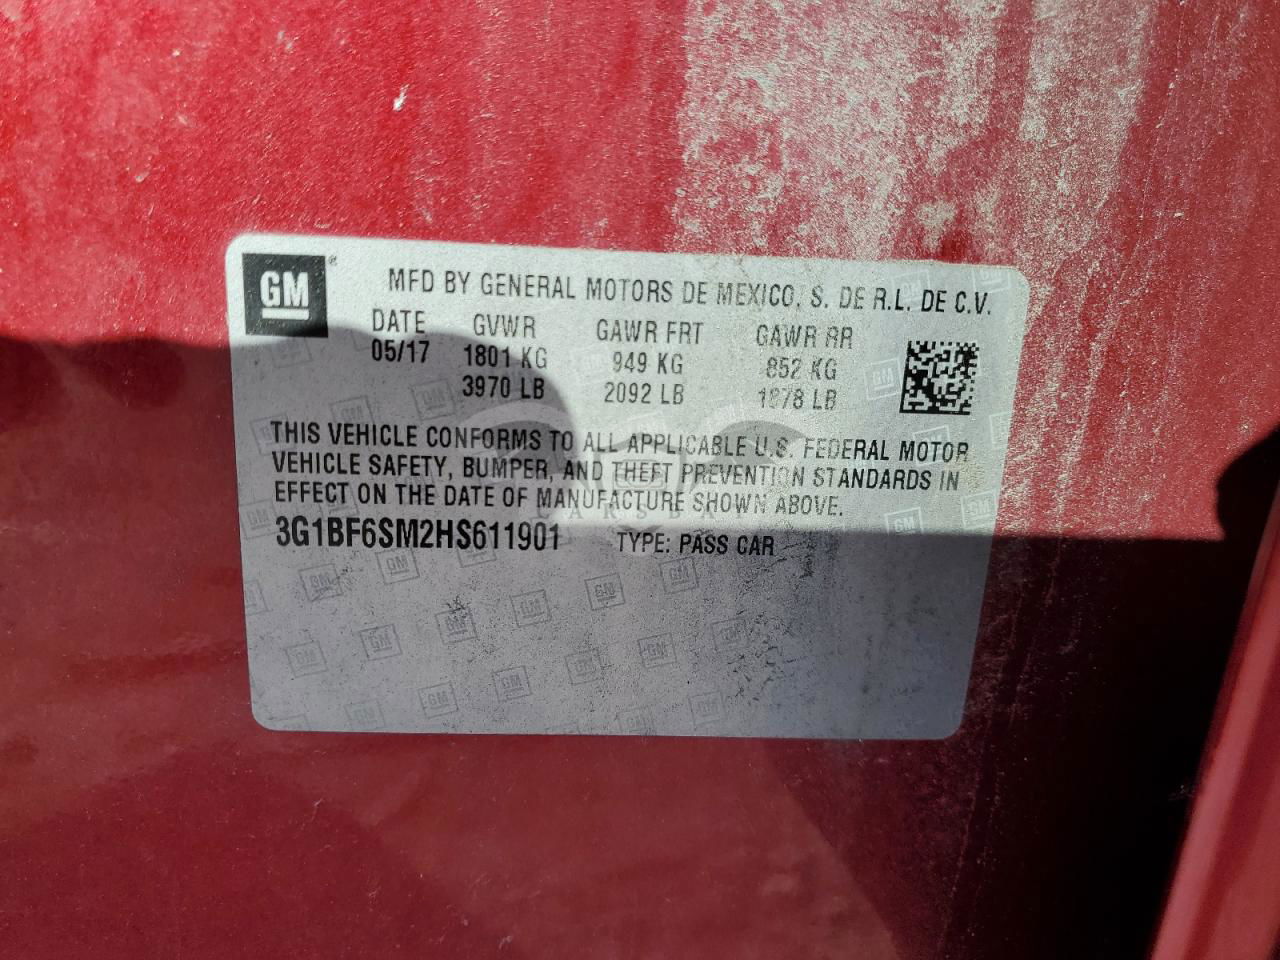 GM ®
MFD BY GENERAL MOTORS DE MEXICO, S. DE R.L. DE C.V.
DATE GVWR GAWR FRT GAWR RR
05/17 1801 KG 949 KG 852 KG
3970 LB 2092 LB 1878 LB
THIS VEHICLE CONFORMS TO ALL APPLICABLE U.S. FEDERAL MOTOR
VEHICLE SAFETY, BUMPER, AND THEFT PREVENTION STANDARDS IN
EFFECT ON THE DATE OF MANUFACTURE SHOWN ABOVE.
3G1BF6SM2HS611901 TYPE: PASS CAR